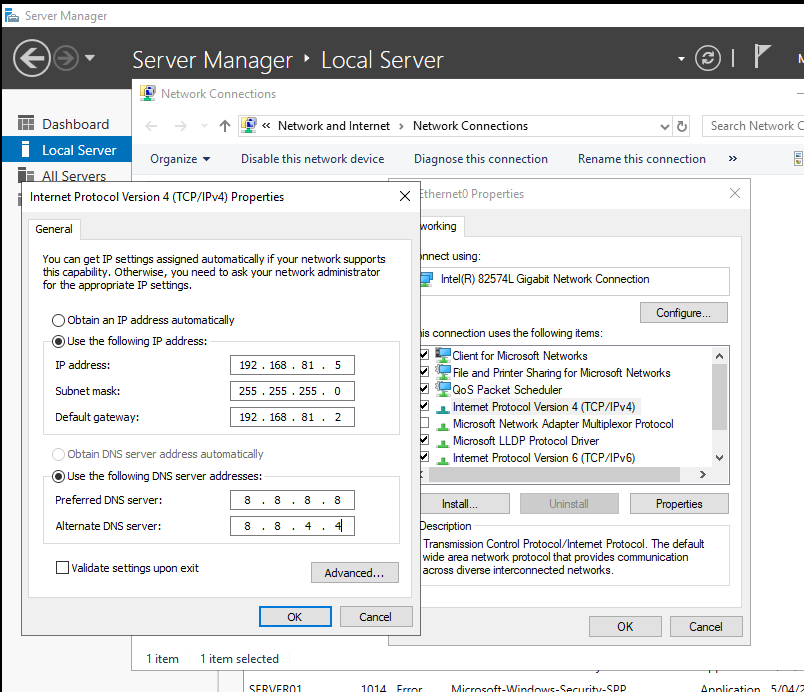 Server Manager
Server Manager ‣ Local Server
Network Connections
« Network and Internet › Network Connections
Search Network C
Dashboard
Local Server
All Servers
Organize ▾ Disable this network device Diagnose this connection Rename this connection »
Internet Protocol Version 4 (TCP/IPv4) Properties
General
You can get IP settings assigned automatically if your network supports
this capability. Otherwise, you need to ask your network administrator
for the appropriate IP settings.
Obtain an IP address automatically
Use the following IP address:
IP address: 192 . 168 . 81 . 5
Subnet mask: 255 . 255 . 255 . 0
Default gateway: 192 . 168 . 81 . 2
Obtain DNS server address automatically
Use the following DNS server addresses:
Preferred DNS server: 8 . 8 . 8 . 8
Alternate DNS server: 8 . 8 . 4 . 4
Validate settings upon exit
Advanced...
OK Cancel
Ethernet0 Properties
working
onnect using:
Intel(R) 82574L Gigabit Network Connection
Configure...
is connection uses the following items:
Client for Microsoft Networks
File and Printer Sharing for Microsoft Networks
QoS Packet Scheduler
Internet Protocol Version 4 (TCP/IPv4)
Microsoft Network Adapter Multiplexor Protocol
Microsoft LLDP Protocol Driver
Internet Protocol Version 6 (TCP/IPv6)
Install... Uninstall Properties
Description
Transmission Control Protocol/Internet Protocol. The default
wide area network protocol that provides communication
across diverse interconnected networks.
OK Cancel
1 item 1 item selected
SERVER01 1014 Error Microsoft-Windows-Security-SPP Application 5/04/2